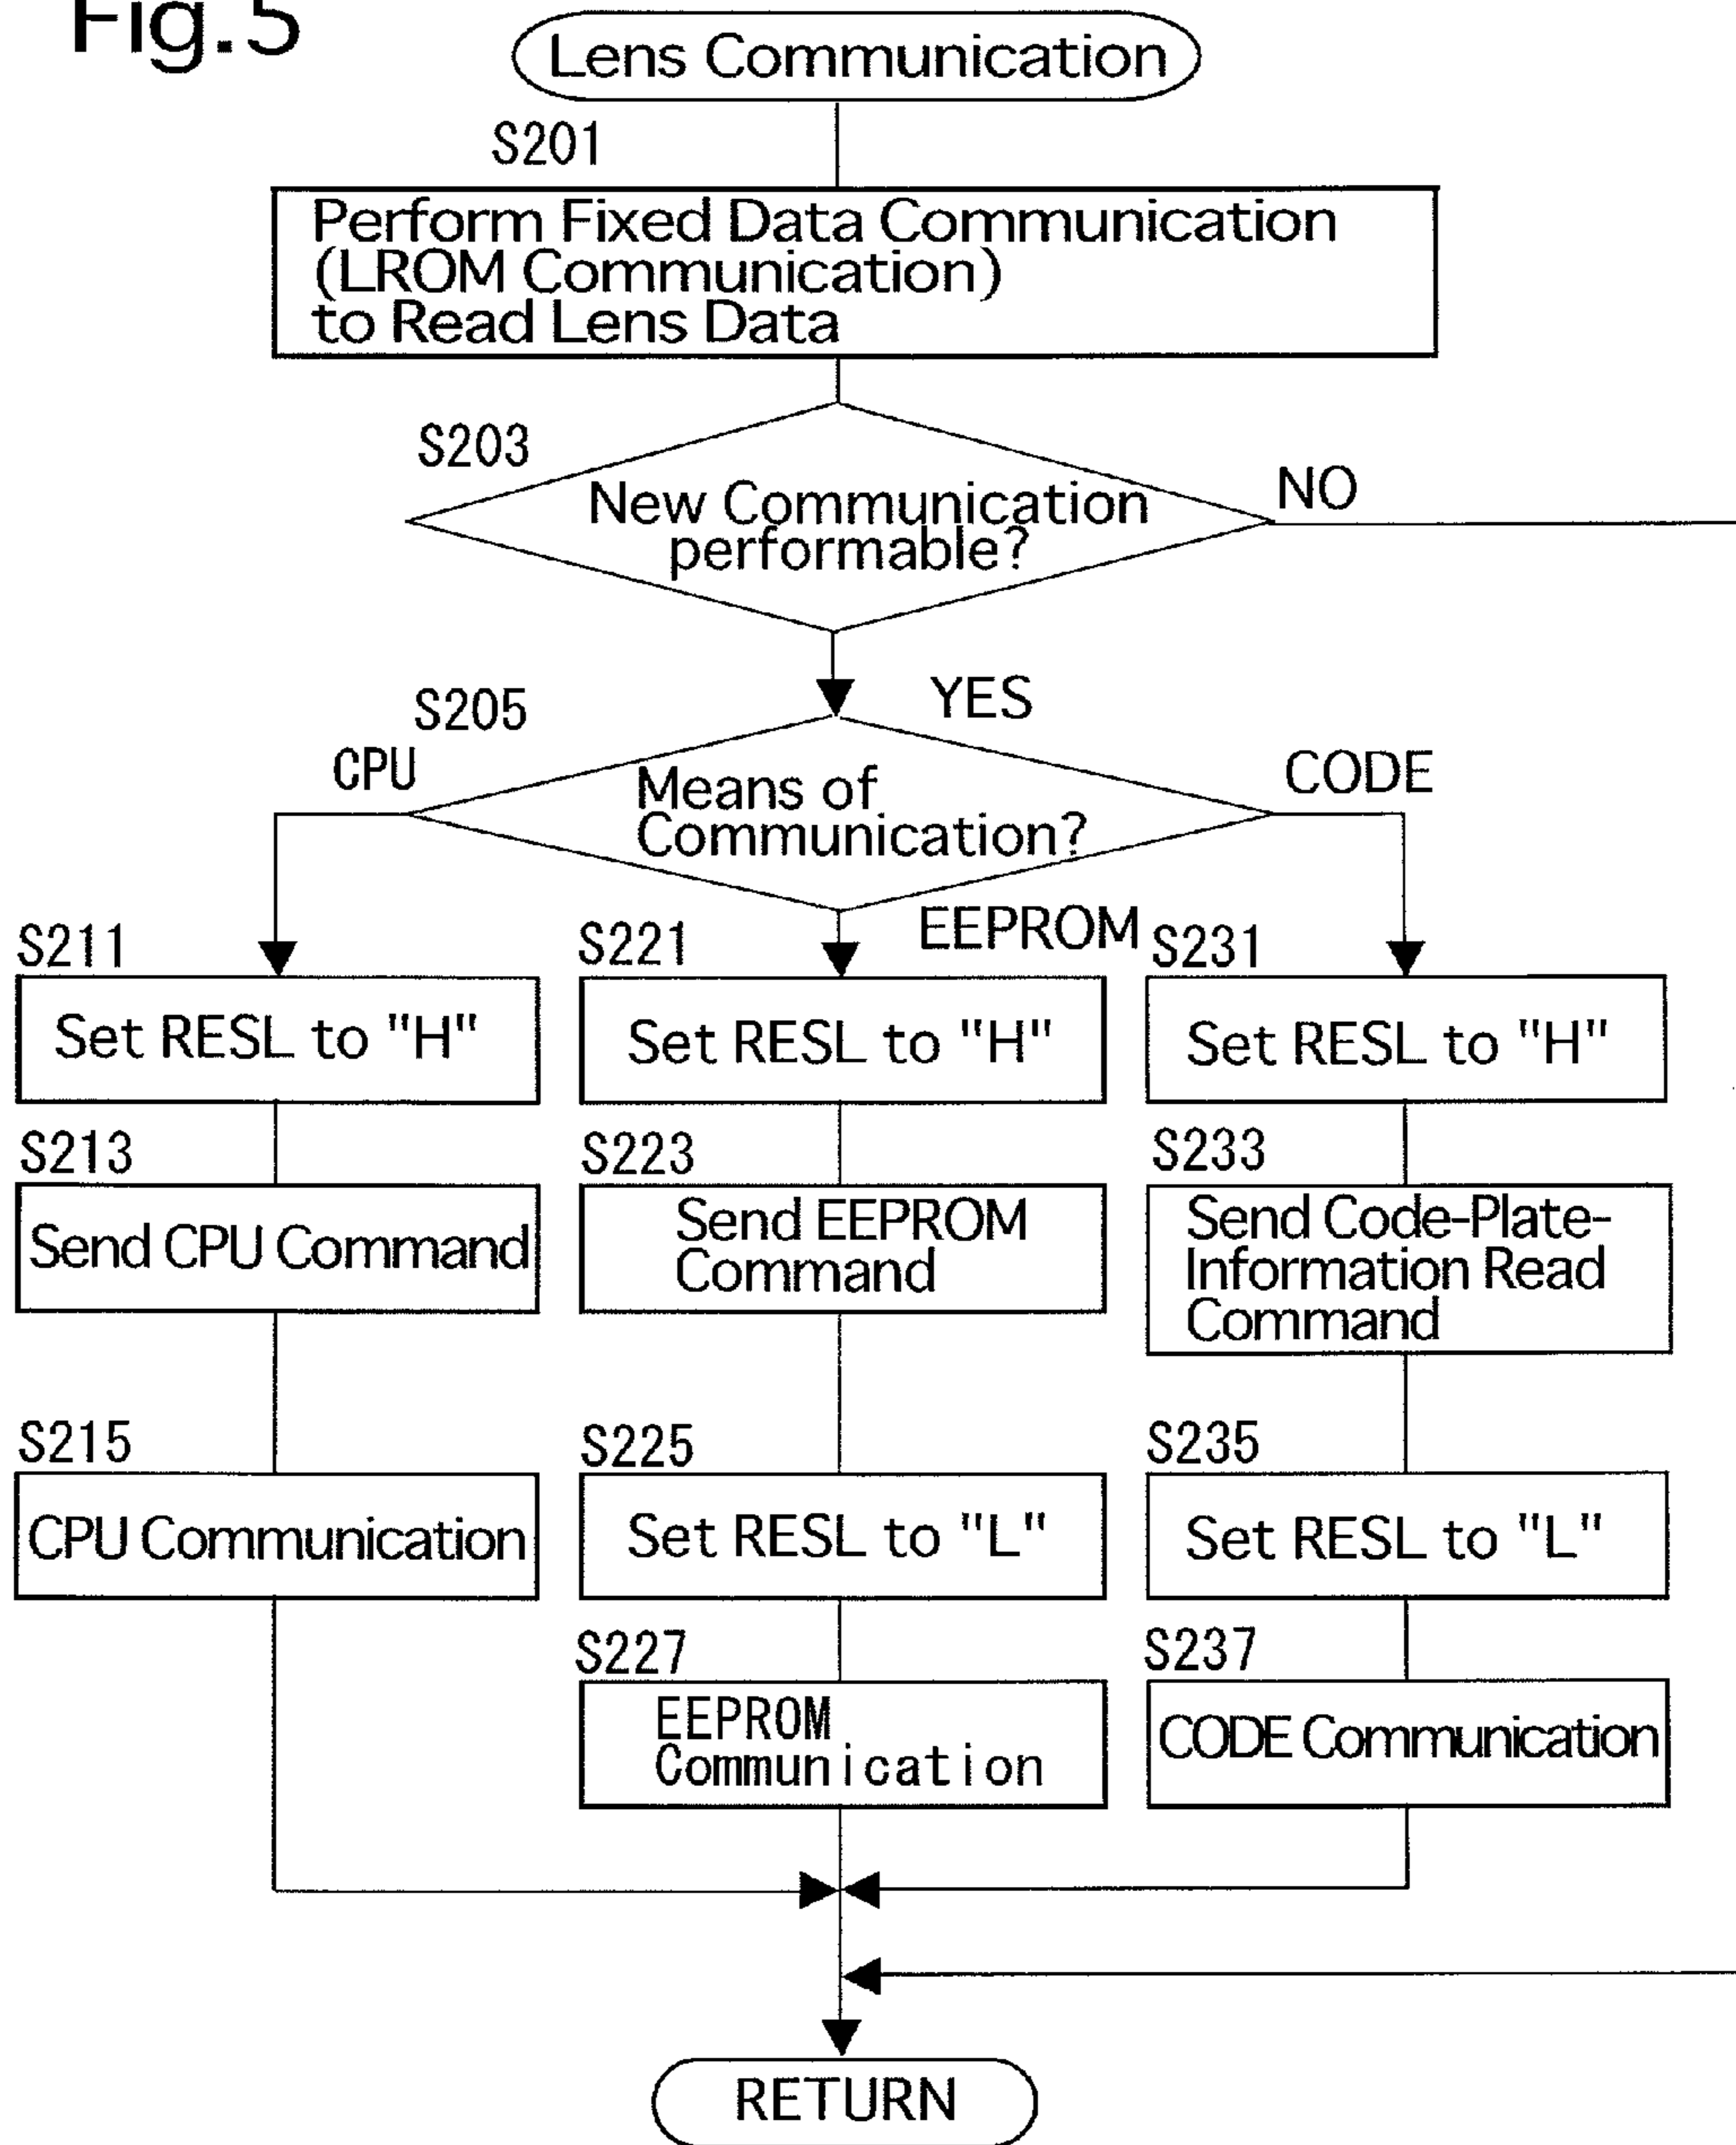 Fig.5
Lens Communication
S201
Perform Fixed Data Communication
(LROM Communication)
to Read Lens Data
S203
New Communication
performable?
NO
YES
S205
CPU
Means of
Communication?
CODE
EEPROM
S211
Set RESL to "H"
S221
Set RESL to "H"
S231
Set RESL to "H"
S213
Send CPU Command
S223
Send EEPROM
Command
S233
Send Code-Plate-
Information Read
Command
S215
CPU Communication
S225
Set RESL to "L"
S235
Set RESL to "L"
S227
EEPROM
Communication
S237
CODE Communication
RETURN